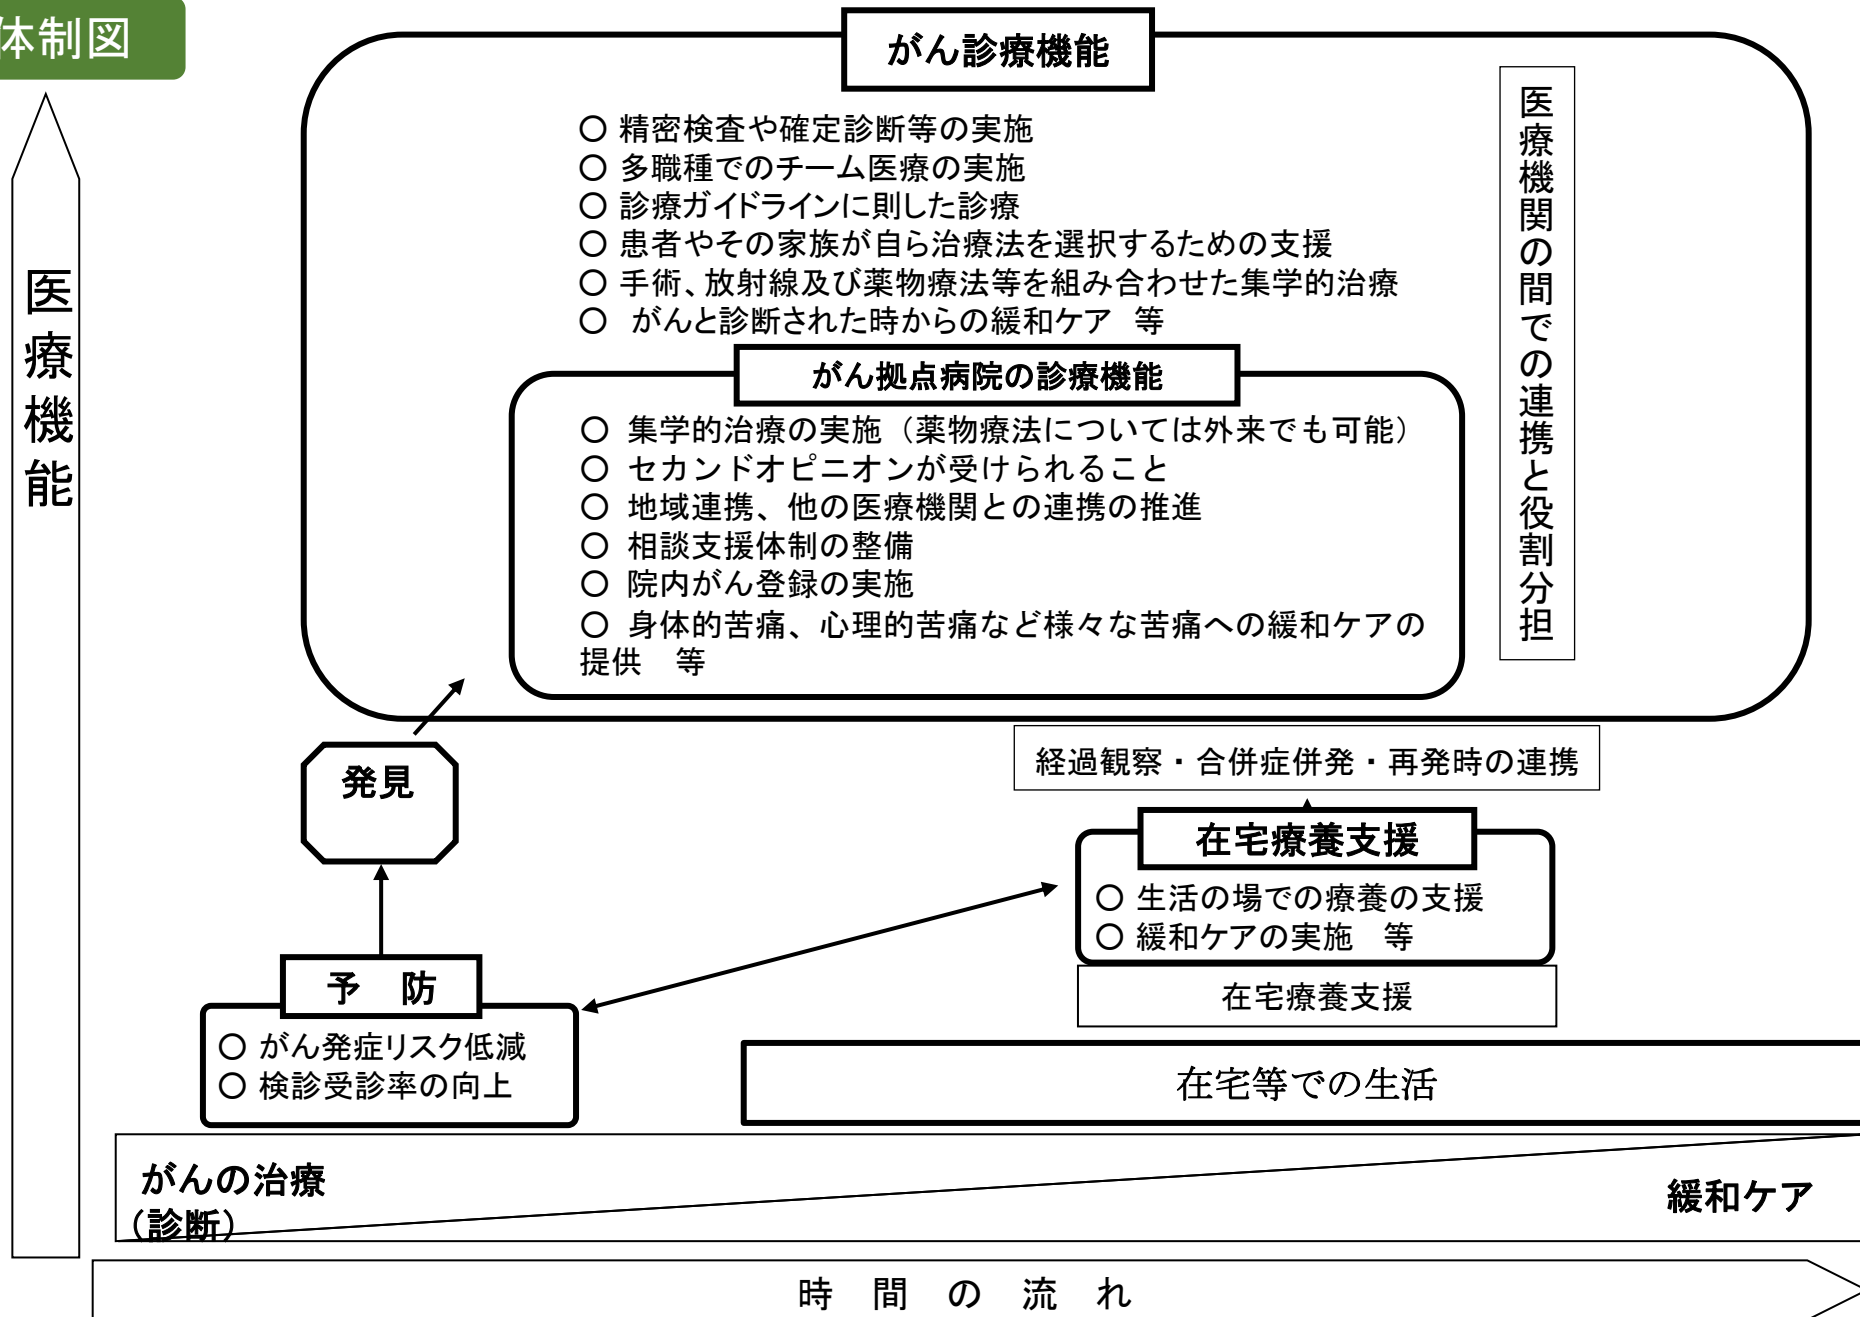 体制図
医療機能
がん診療機能
〇 精密検査や確定診断等の実施
〇 多職種でのチーム医療の実施
〇 診療ガイドラインに則した診療
〇 患者やその家族が自ら治療法を選択するための支援
〇 手術、放射線及び薬物療法等を組み合わせた集学的治療
〇 がんと診断された時からの緩和ケア　等
がん拠点病院の診療機能
〇 集学的治療の実施（薬物療法については外来でも可能）
〇 セカンドオピニオンが受けられること
〇 地域連携、他の医療機関との連携の推進
〇 相談支援体制の整備
〇 院内がん登録の実施
〇 身体的苦痛、心理的苦痛など様々な苦痛への緩和ケアの
提供　等
医療機関の間での連携と役割分担
発見
経過観察・合併症併発・再発時の連携
在宅療養支援
〇 生活の場での療養の支援
〇 緩和ケアの実施　等
在宅療養支援
予　防
〇 がん発症リスク低減
〇 検診受診率の向上
在宅等での生活
がんの治療
（診断）
緩和ケア
時　間　の　流　れ